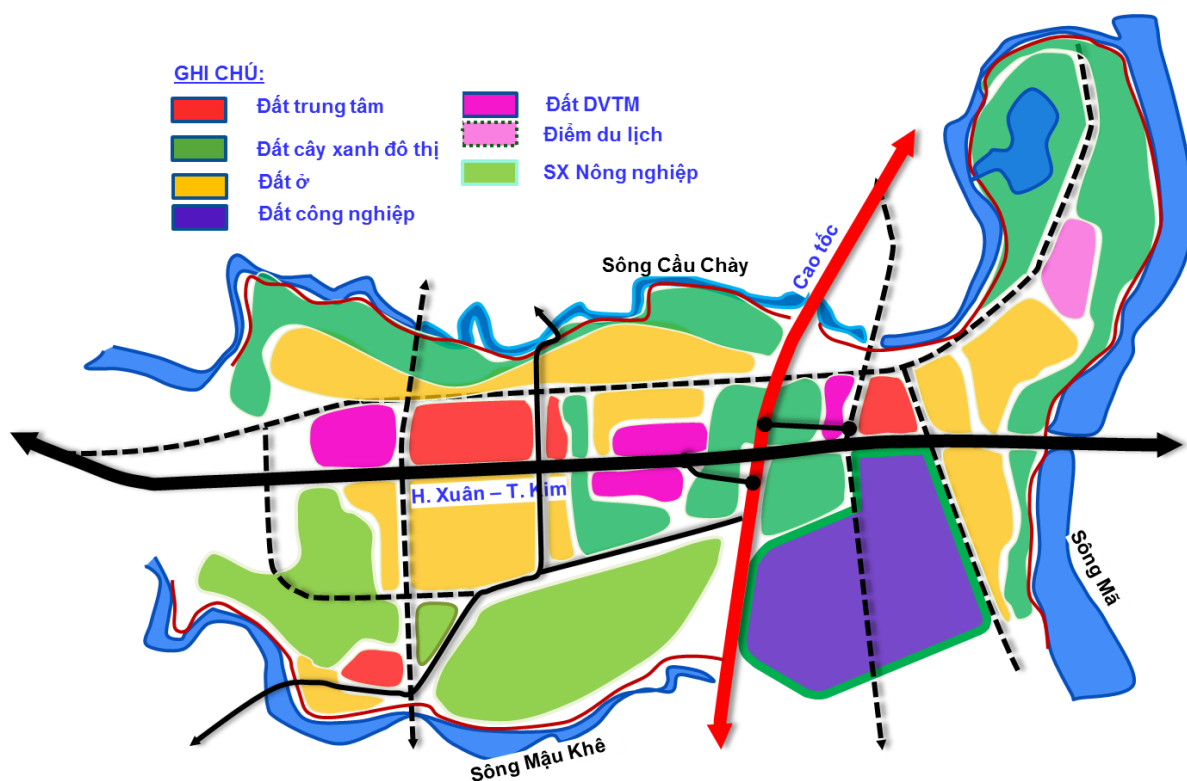 GHI CHÚ:
Đất trung tâm
Đất cây xanh đô thị
Đất ở
Đất công nghiệp
Đất DVTM
Điểm du lịch
SX Nông nghiệp
Sông Cầu Chày
Cao tốc
H. Xuân – T. Kim
Sông Mã
Sông Mậu Khê